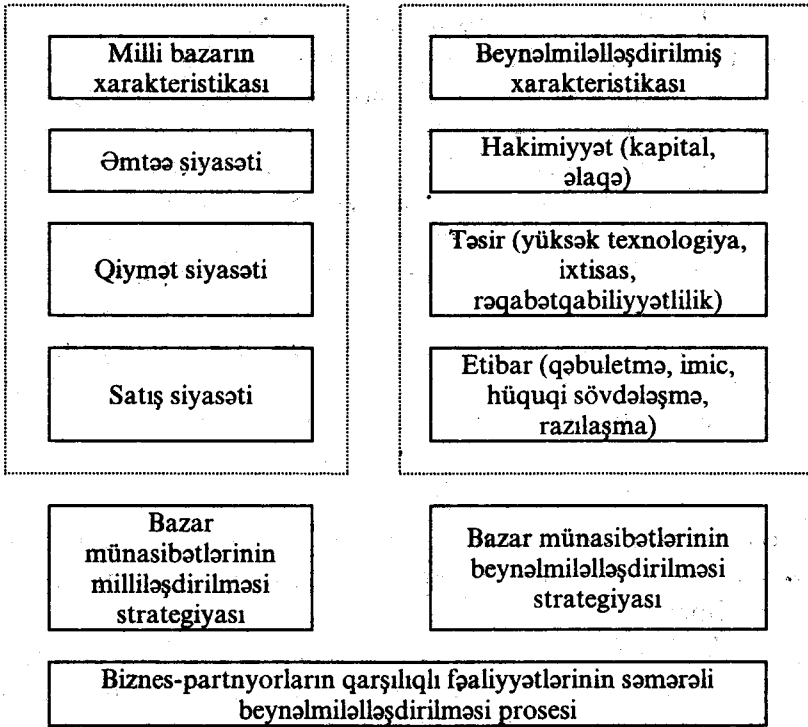 Milli bazarın
xarakteristikası
Əmtəə siyasəti
Qiymət siyasəti
Satış siyasəti
Beynəlmiləlləşdirilmiş
xarakteristikası
Hakimiyyət (kapital,
əlaqə)
Təsir (yüksək texnologiya,
ixtisas,
rəqabətqabiliyyətlilik)
Etibar (qəbuletmə, imic,
hüquqi sövdələşmə,
razılaşma)
Bazar
münasibətlərinin
milliləşdirilməsi
strategiyası
Bazar münasibətlərinin
beynəlmiləlləşdirilməsi
strategiyası
Biznes-partnyorların qarşılıqlı fəaliyyətlərinin səmərəli
beynəlmiləlləşdirilməsi prosesi